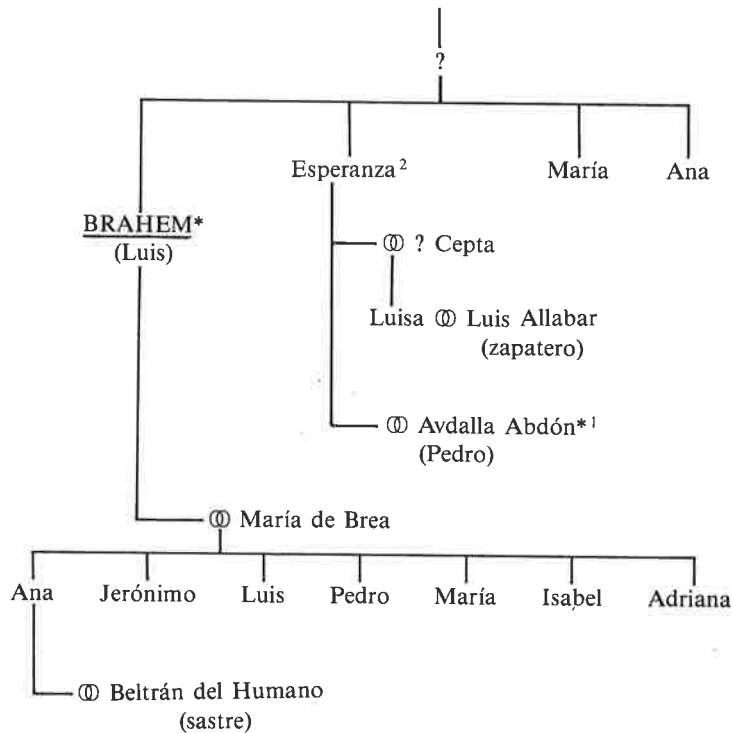 ?
Esperanza² María Ana
BRAHEM*
(Luis)
⚭ ? Cepta
Luisa ⚭ Luis Allabar
(zapatero)
⚭ Avdalla Abdón*¹
(Pedro)
⚭ María de Brea
Ana Jerónimo Luis Pedro María Isabel Adriana
⚭ Beltrán del Humano
(sastre)